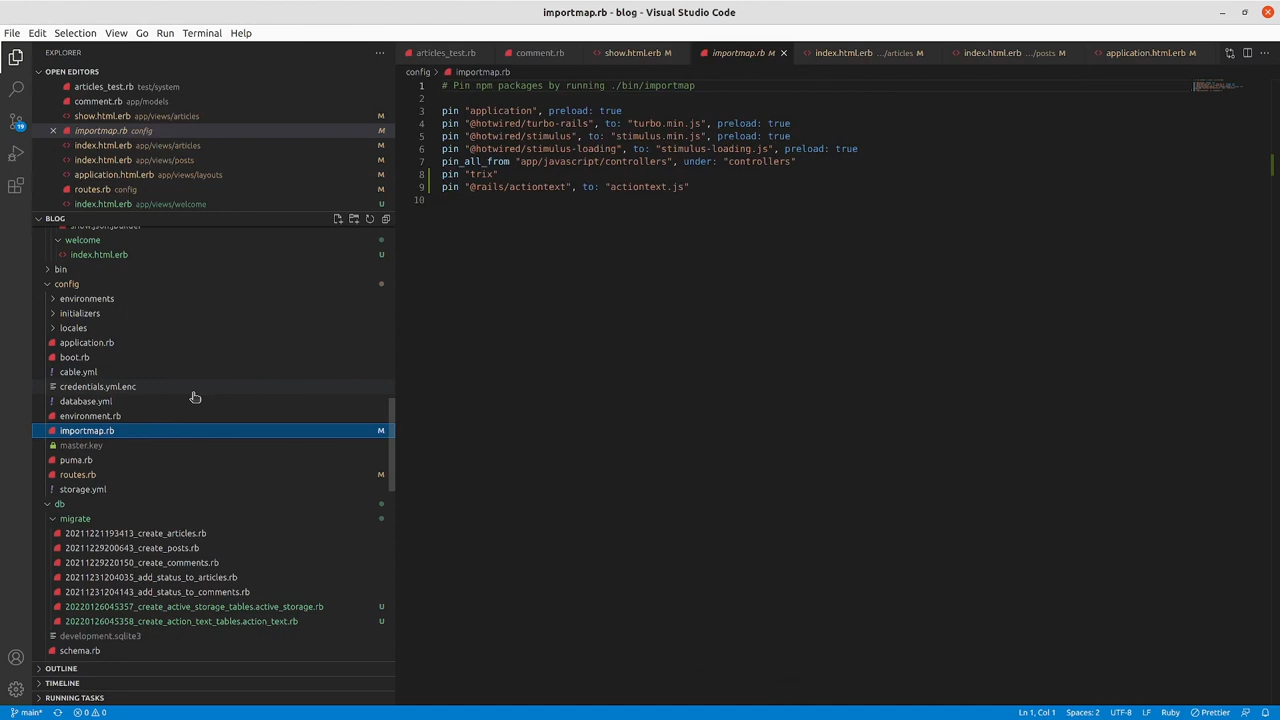 importmap.rb - blog - Visual Studio Code
File Edit Selection View Go Run Terminal Help
EXPLORER
articles_test.rb comment.rb show.html.erb M importmap.rb M index.html.erb .../articles M index.html.erb .../posts M application.html.erb M
OPEN EDITORS
articles_test.rb test/system
comment.rb app/models
show.html.erb app/views/articles M
importmap.rb config M
index.html.erb app/views/articles M
index.html.erb app/views/posts M
application.html.erb app/views/layouts M
routes.rb config M
index.html.erb app/views/welcome U
BLOG
show.json.jbuilder
welcome
index.html.erb U
bin
config
environments
initializers
locales
application.rb
boot.rb
cable.yml
credentials.yml.enc
database.yml
environment.rb
importmap.rb M
master.key
puma.rb
routes.rb M
storage.yml
db
migrate
20211221193413_create_articles.rb
20211229200643_create_posts.rb
20211229220150_create_comments.rb
20211231204035_add_status_to_articles.rb
20211231204143_add_status_to_comments.rb
20220126045357_create_active_storage_tables.active_storage.rb U
20220126045358_create_action_text_tables.action_text.rb U
development.sqlite3
schema.rb
OUTLINE
TIMELINE
RUNNING TASKS
19
config importmap.rb
1 # Pin npm packages by running ./bin/importmap
2
3 pin "application", preload: true
4 pin "@hotwired/turbo-rails", to: "turbo.min.js", preload: true
5 pin "@hotwired/stimulus", to: "stimulus.min.js", preload: true
6 pin "@hotwired/stimulus-loading", to: "stimulus-loading.js", preload: true
7 pin_all_from "app/javascript/controllers", under: "controllers"
8 pin "trix"
9 pin "@rails/actiontext", to: "actiontext.js"
10
main* 0 0 Ln 1, Col 1 Spaces: 2 UTF-8 LF Ruby Prettier